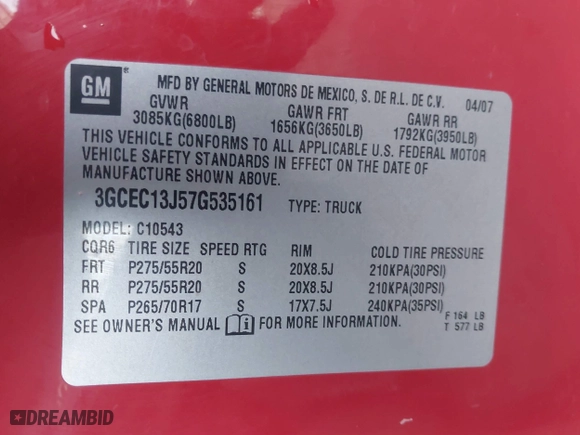 GM
MFD BY GENERAL MOTORS DE MEXICO, S. DE R.L. DE C.V. 04/07
GVWR GAWR FRT GAWR RR
3085KG(6800LB) 1656KG(3650LB) 1792KG(3950LB)
THIS VEHICLE CONFORMS TO ALL APPLICABLE U.S. FEDERAL MOTOR
VEHICLE SAFETY STANDARDS IN EFFECT ON THE DATE OF
MANUFACTURE SHOWN ABOVE.
3GCEC13J57G535161 TYPE: TRUCK
MODEL: C10543
CQR6 TIRE SIZE SPEED RTG RIM COLD TIRE PRESSURE
FRT P275/55R20 S 20X8.5J 210KPA(30PSI)
RR P275/55R20 S 20X8.5J 210KPA(30PSI)
SPA P265/70R17 S 17X7.5J 240KPA(35PSI)
SEE OWNER'S MANUAL FOR MORE INFORMATION.
F 164 LB
T 577 LB
DREAMBID